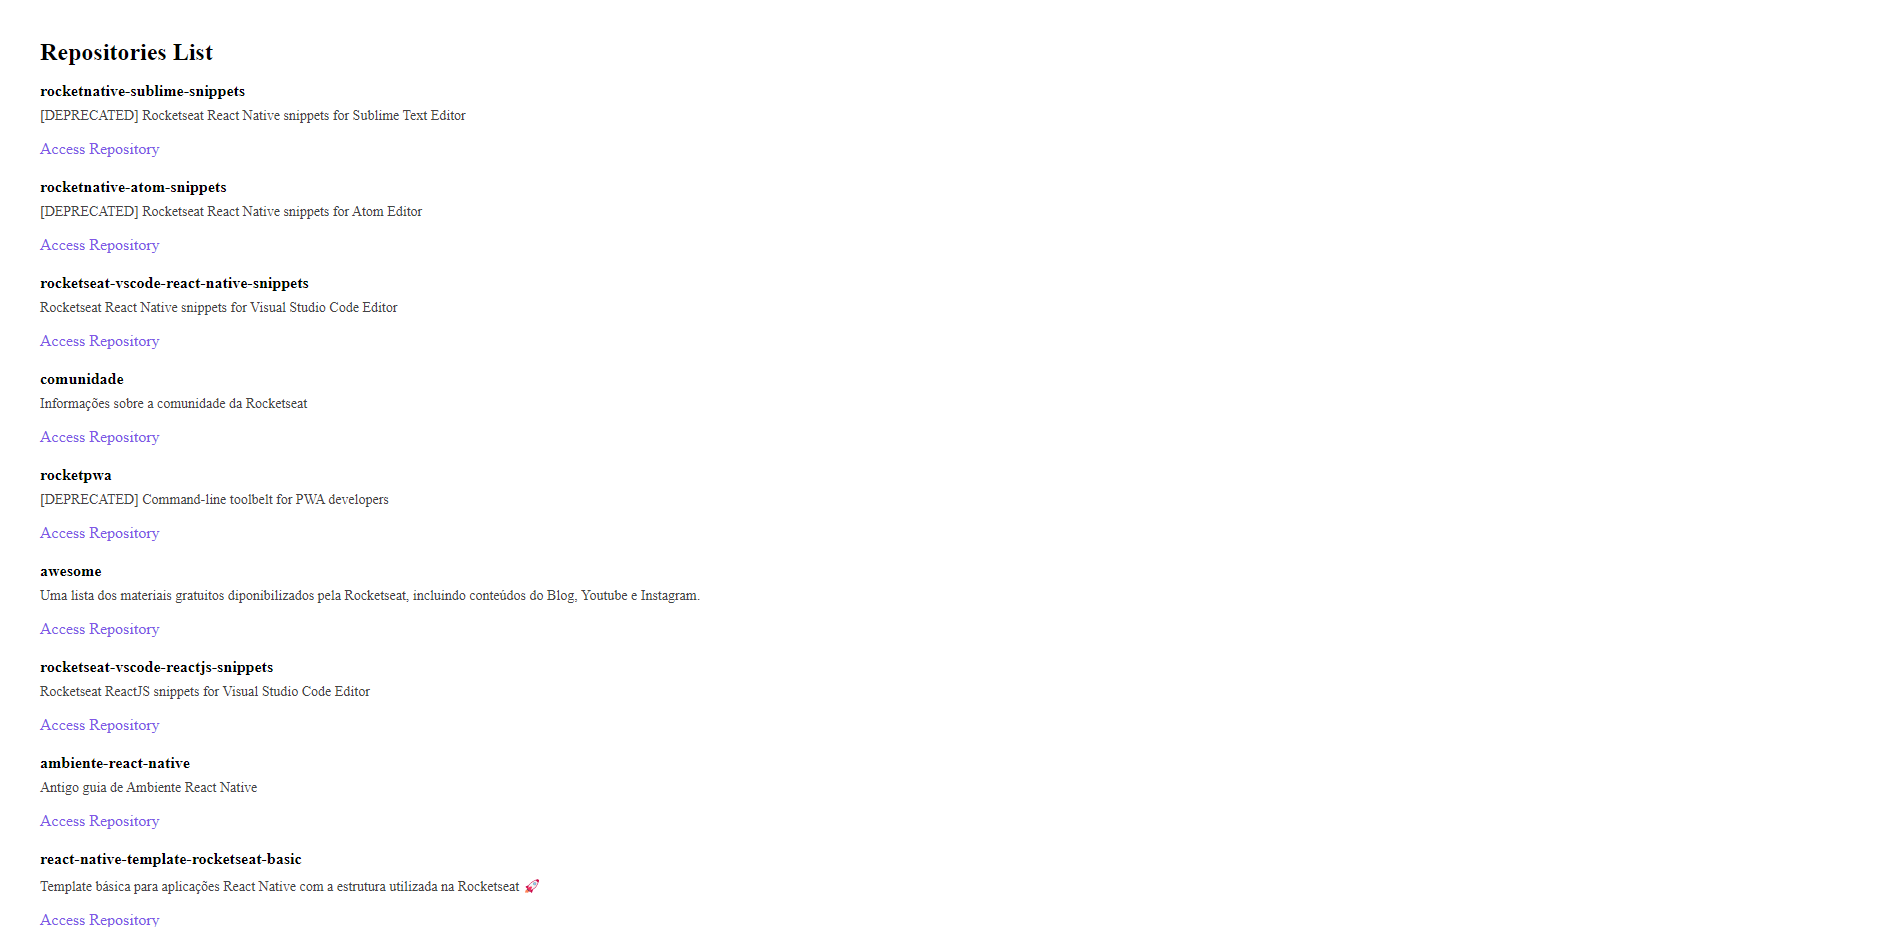 Repositories List
rocketnative-sublime-snippets
[DEPRECATED] Rocketseat React Native snippets for Sublime Text Editor
Access Repository
rocketnative-atom-snippets
[DEPRECATED] Rocketseat React Native snippets for Atom Editor
Access Repository
rocketseat-vscode-react-native-snippets
Rocketseat React Native snippets for Visual Studio Code Editor
Access Repository
comunidade
Informações sobre a comunidade da Rocketseat
Access Repository
rocketpwa
[DEPRECATED] Command-line toolbelt for PWA developers
Access Repository
awesome
Uma lista dos materiais gratuitos diponibilizados pela Rocketseat, incluindo conteúdos do Blog, Youtube e Instagram.
Access Repository
rocketseat-vscode-reactjs-snippets
Rocketseat ReactJS snippets for Visual Studio Code Editor
Access Repository
ambiente-react-native
Antigo guia de Ambiente React Native
Access Repository
react-native-template-rocketseat-basic
Template básica para aplicações React Native com a estrutura utilizada na Rocketseat 🚀
Access Repository